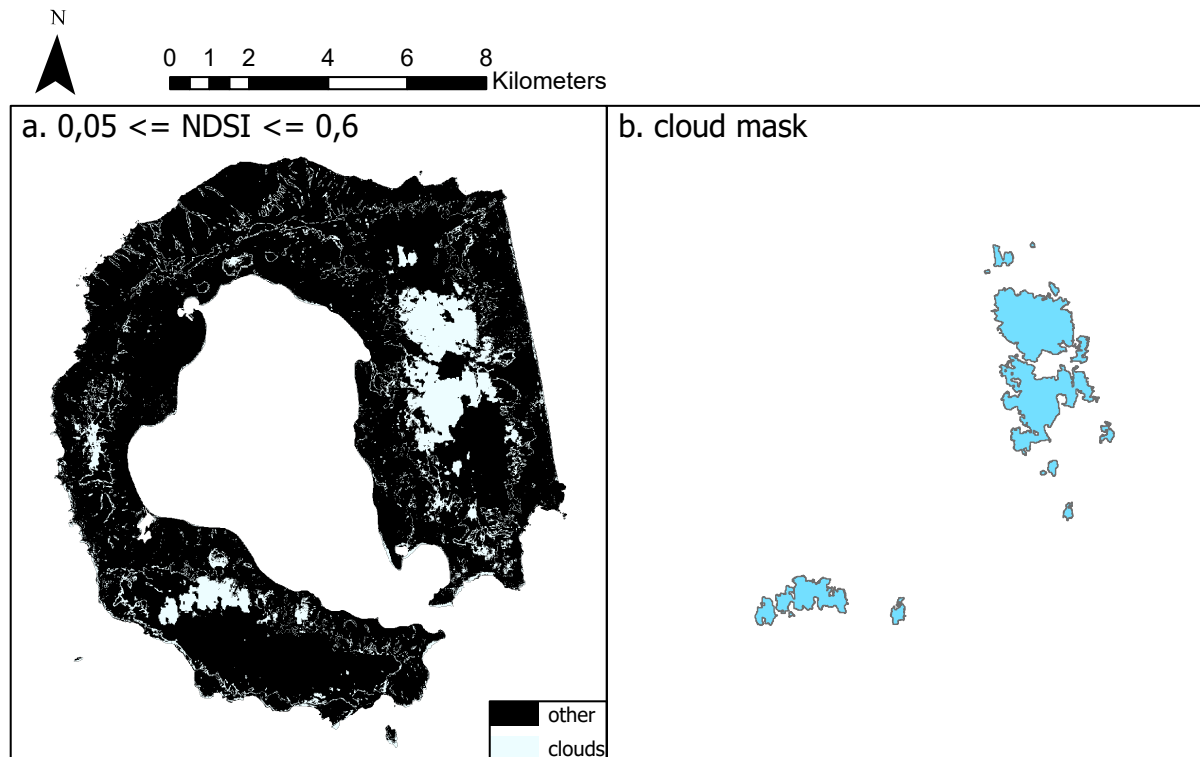 N
0 1 2 4 6 8
Kilometers
a. 0,05 <= NDSI <= 0,6
b. cloud mask
other
clouds